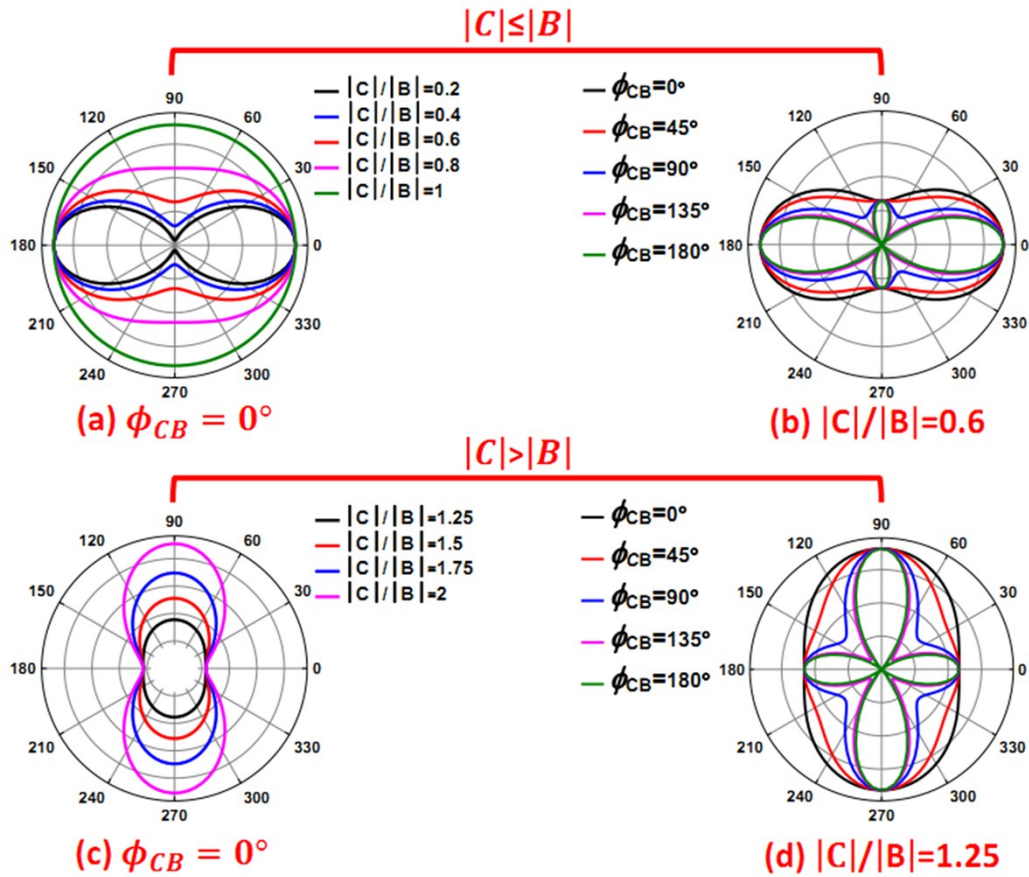 |C|≤|B|
|C|/|B|=0.2
|C|/|B|=0.4
|C|/|B|=0.6
|C|/|B|=0.8
|C|/|B|=1
90
120 60
150 30
180 0
210 330
240 300
270
(a) ϕCB = 0°
ϕCB=0°
ϕCB=45°
ϕCB=90°
ϕCB=135°
ϕCB=180°
90
120 60
150 30
180 0
210 330
240 300
270
(b) |C|/|B|=0.6
|C|>|B|
|C|/|B|=1.25
|C|/|B|=1.5
|C|/|B|=1.75
|C|/|B|=2
90
120 60
150 30
180 0
210 330
240 300
270
(c) ϕCB = 0°
ϕCB=0°
ϕCB=45°
ϕCB=90°
ϕCB=135°
ϕCB=180°
90
120 60
150 30
180 0
210 330
240 300
270
(d) |C|/|B|=1.25